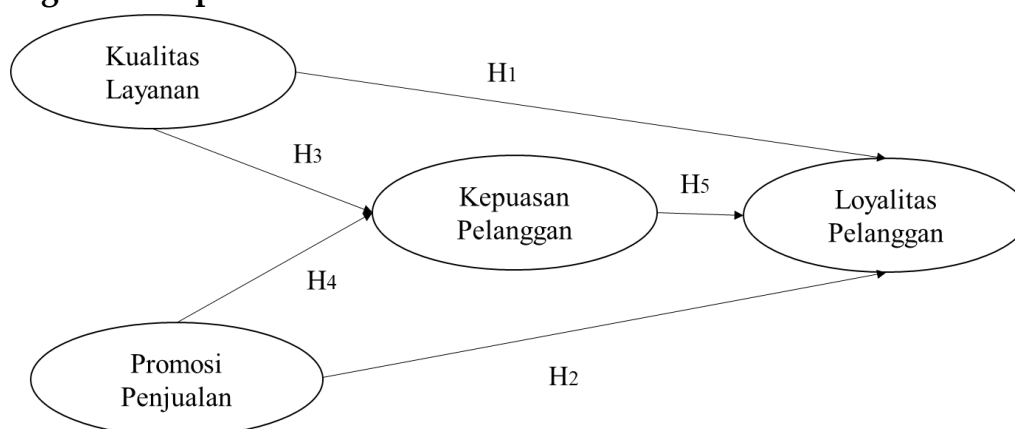 Kualitas
Layanan
H1
H3
Kepuasan
Pelanggan
H5
Loyalitas
Pelanggan
H4
Promosi
Penjualan
H2